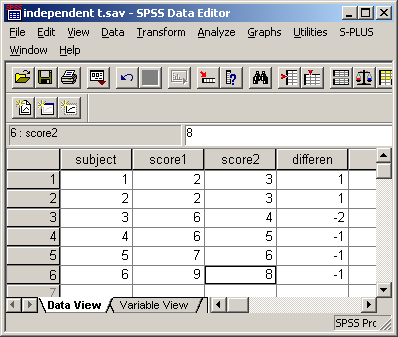 independent t.sav - SPSS Data Editor
File Edit View Data Transform Analyze Graphs Utilities S-PLUS
Window Help
6 : score2 8
subject score1 score2 differen
1 1 2 3 1
2 2 2 3 1
3 3 6 4 -2
4 4 6 5 -1
5 5 7 6 -1
6 6 9 8 -1
7
Data View Variable View
SPSS Pro